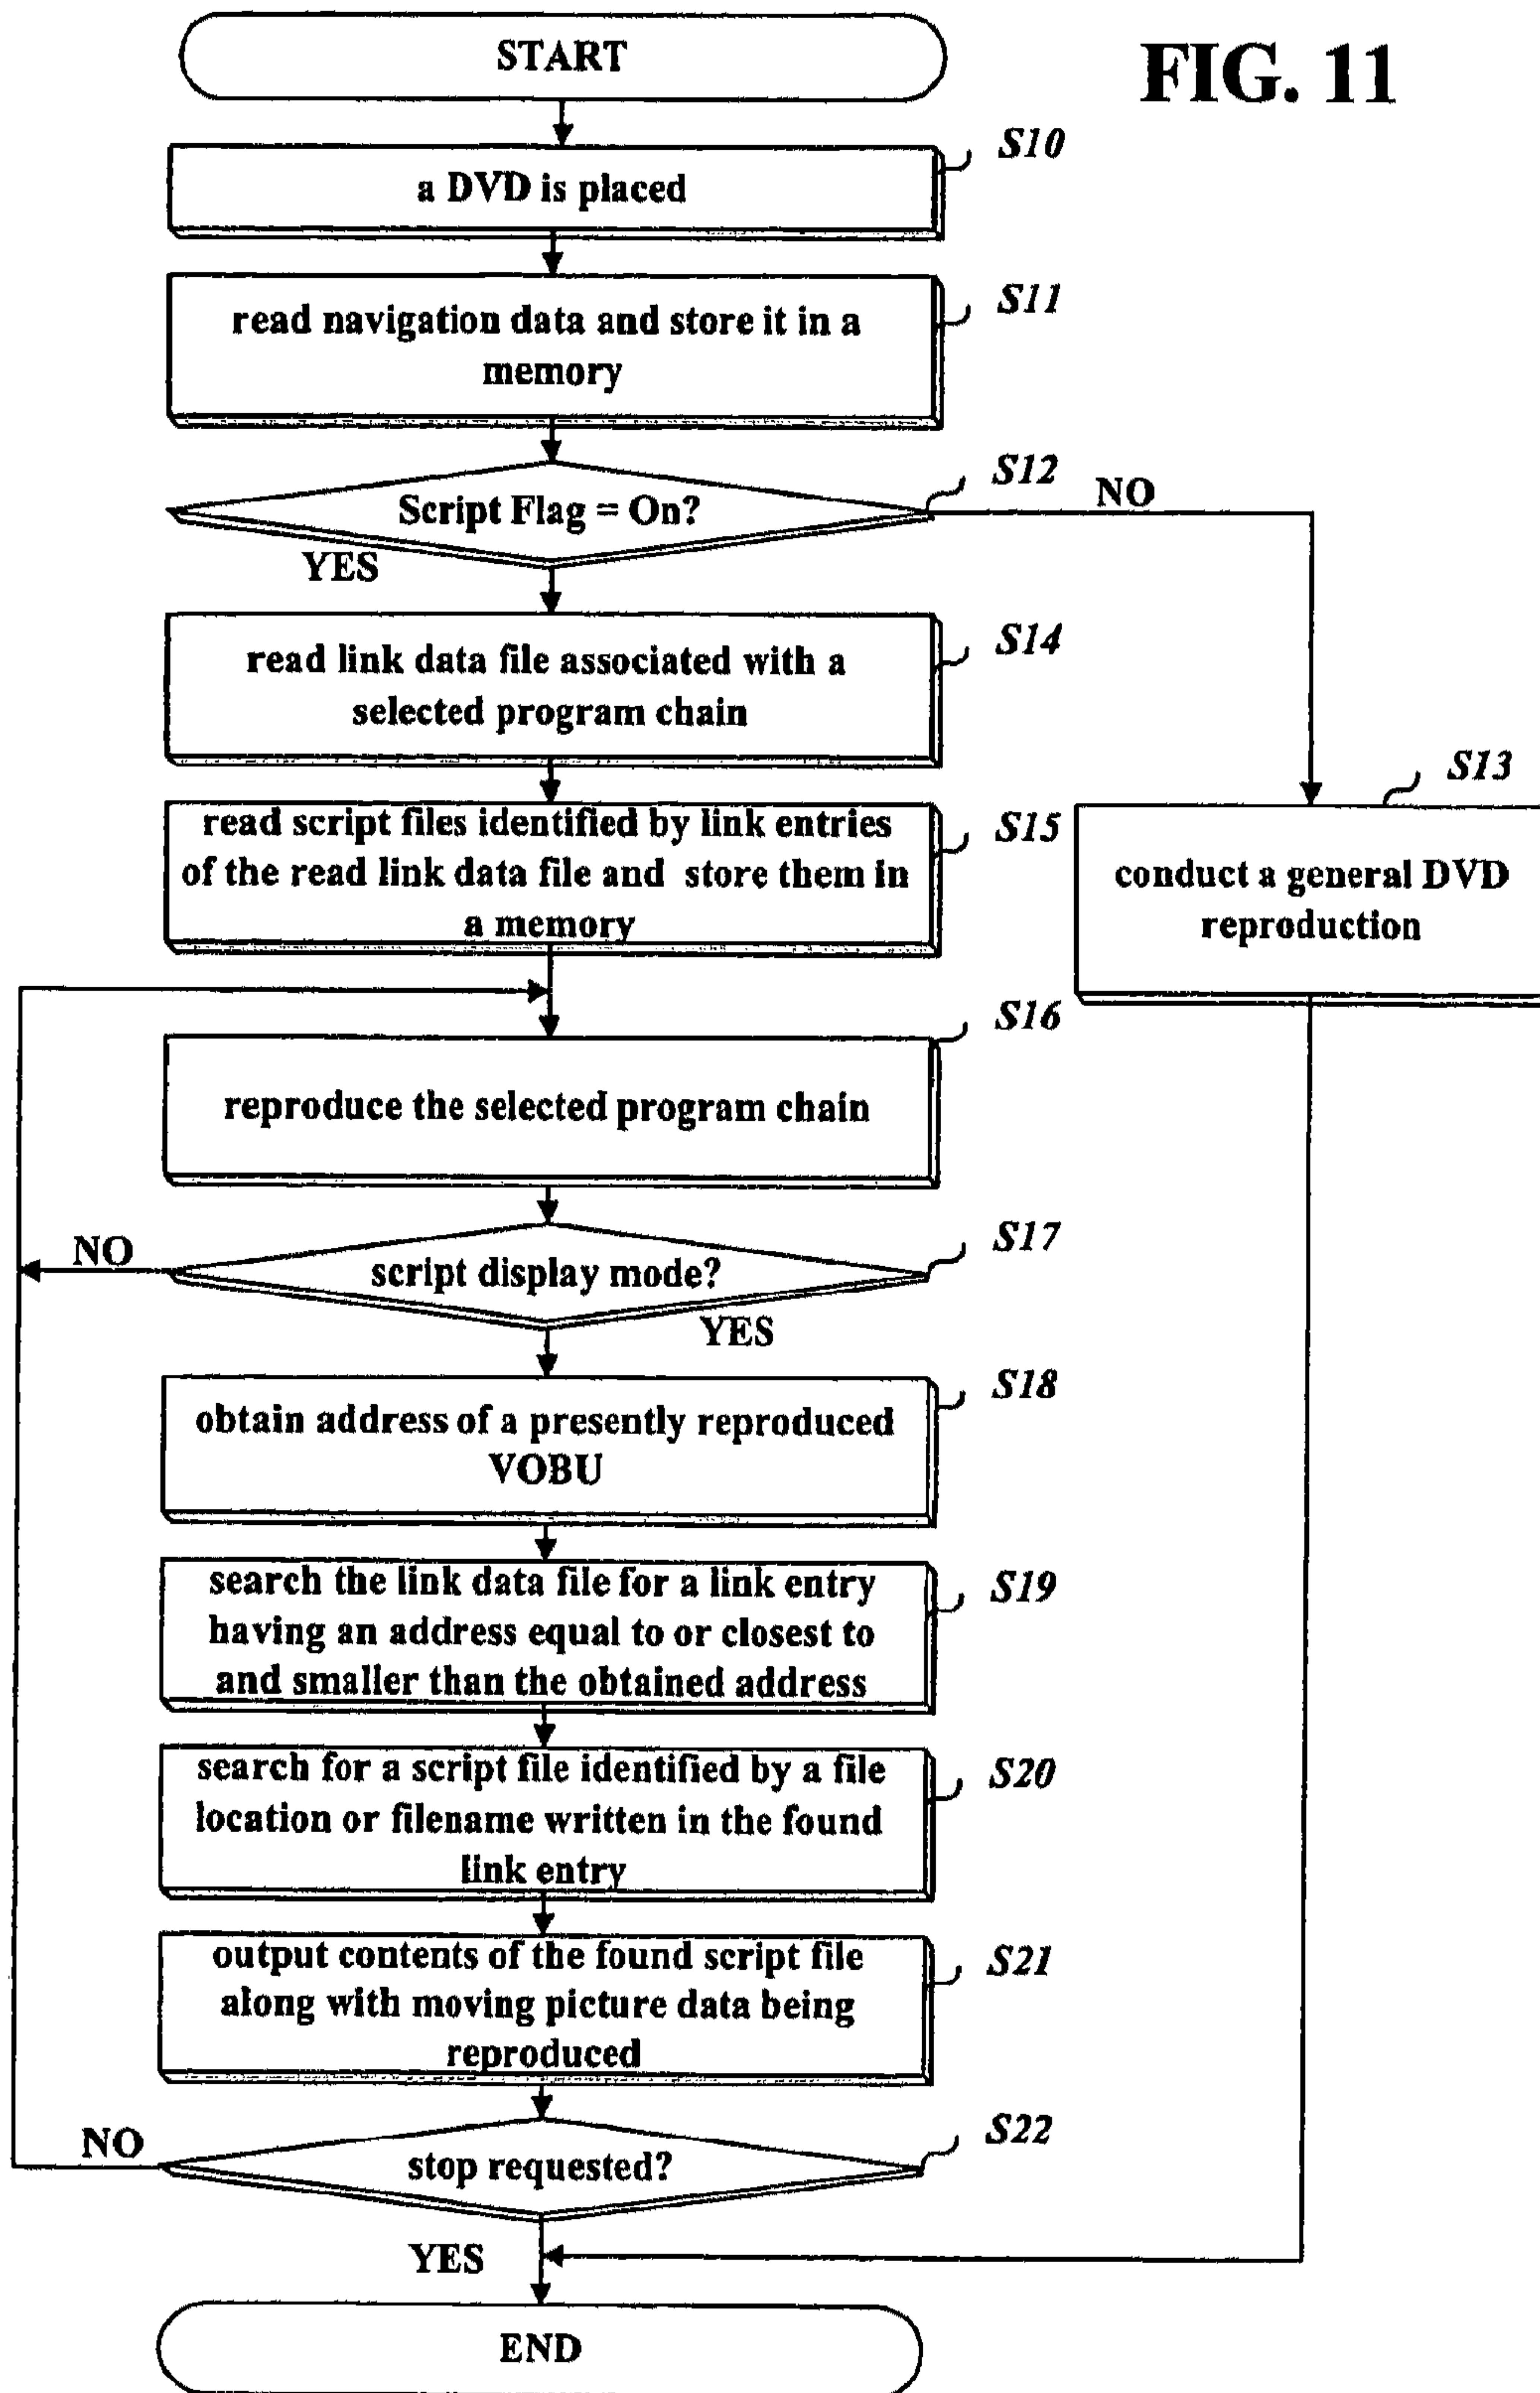 START
FIG. 11
S10
a DVD is placed
S11
read navigation data and store it in a
memory
S12
Script Flag = On?
NO
YES
S14
read link data file associated with a
selected program chain
S13
conduct a general DVD
reproduction
S15
read script files identified by link entries
of the read link data file and store them in
a memory
S16
reproduce the selected program chain
S17
script display mode?
NO
YES
S18
obtain address of a presently reproduced
VOBU
S19
search the link data file for a link entry
having an address equal to or closest to
and smaller than the obtained address
S20
search for a script file identified by a file
location or filename written in the found
link entry
S21
output contents of the found script file
along with moving picture data being
reproduced
S22
stop requested?
NO
YES
END